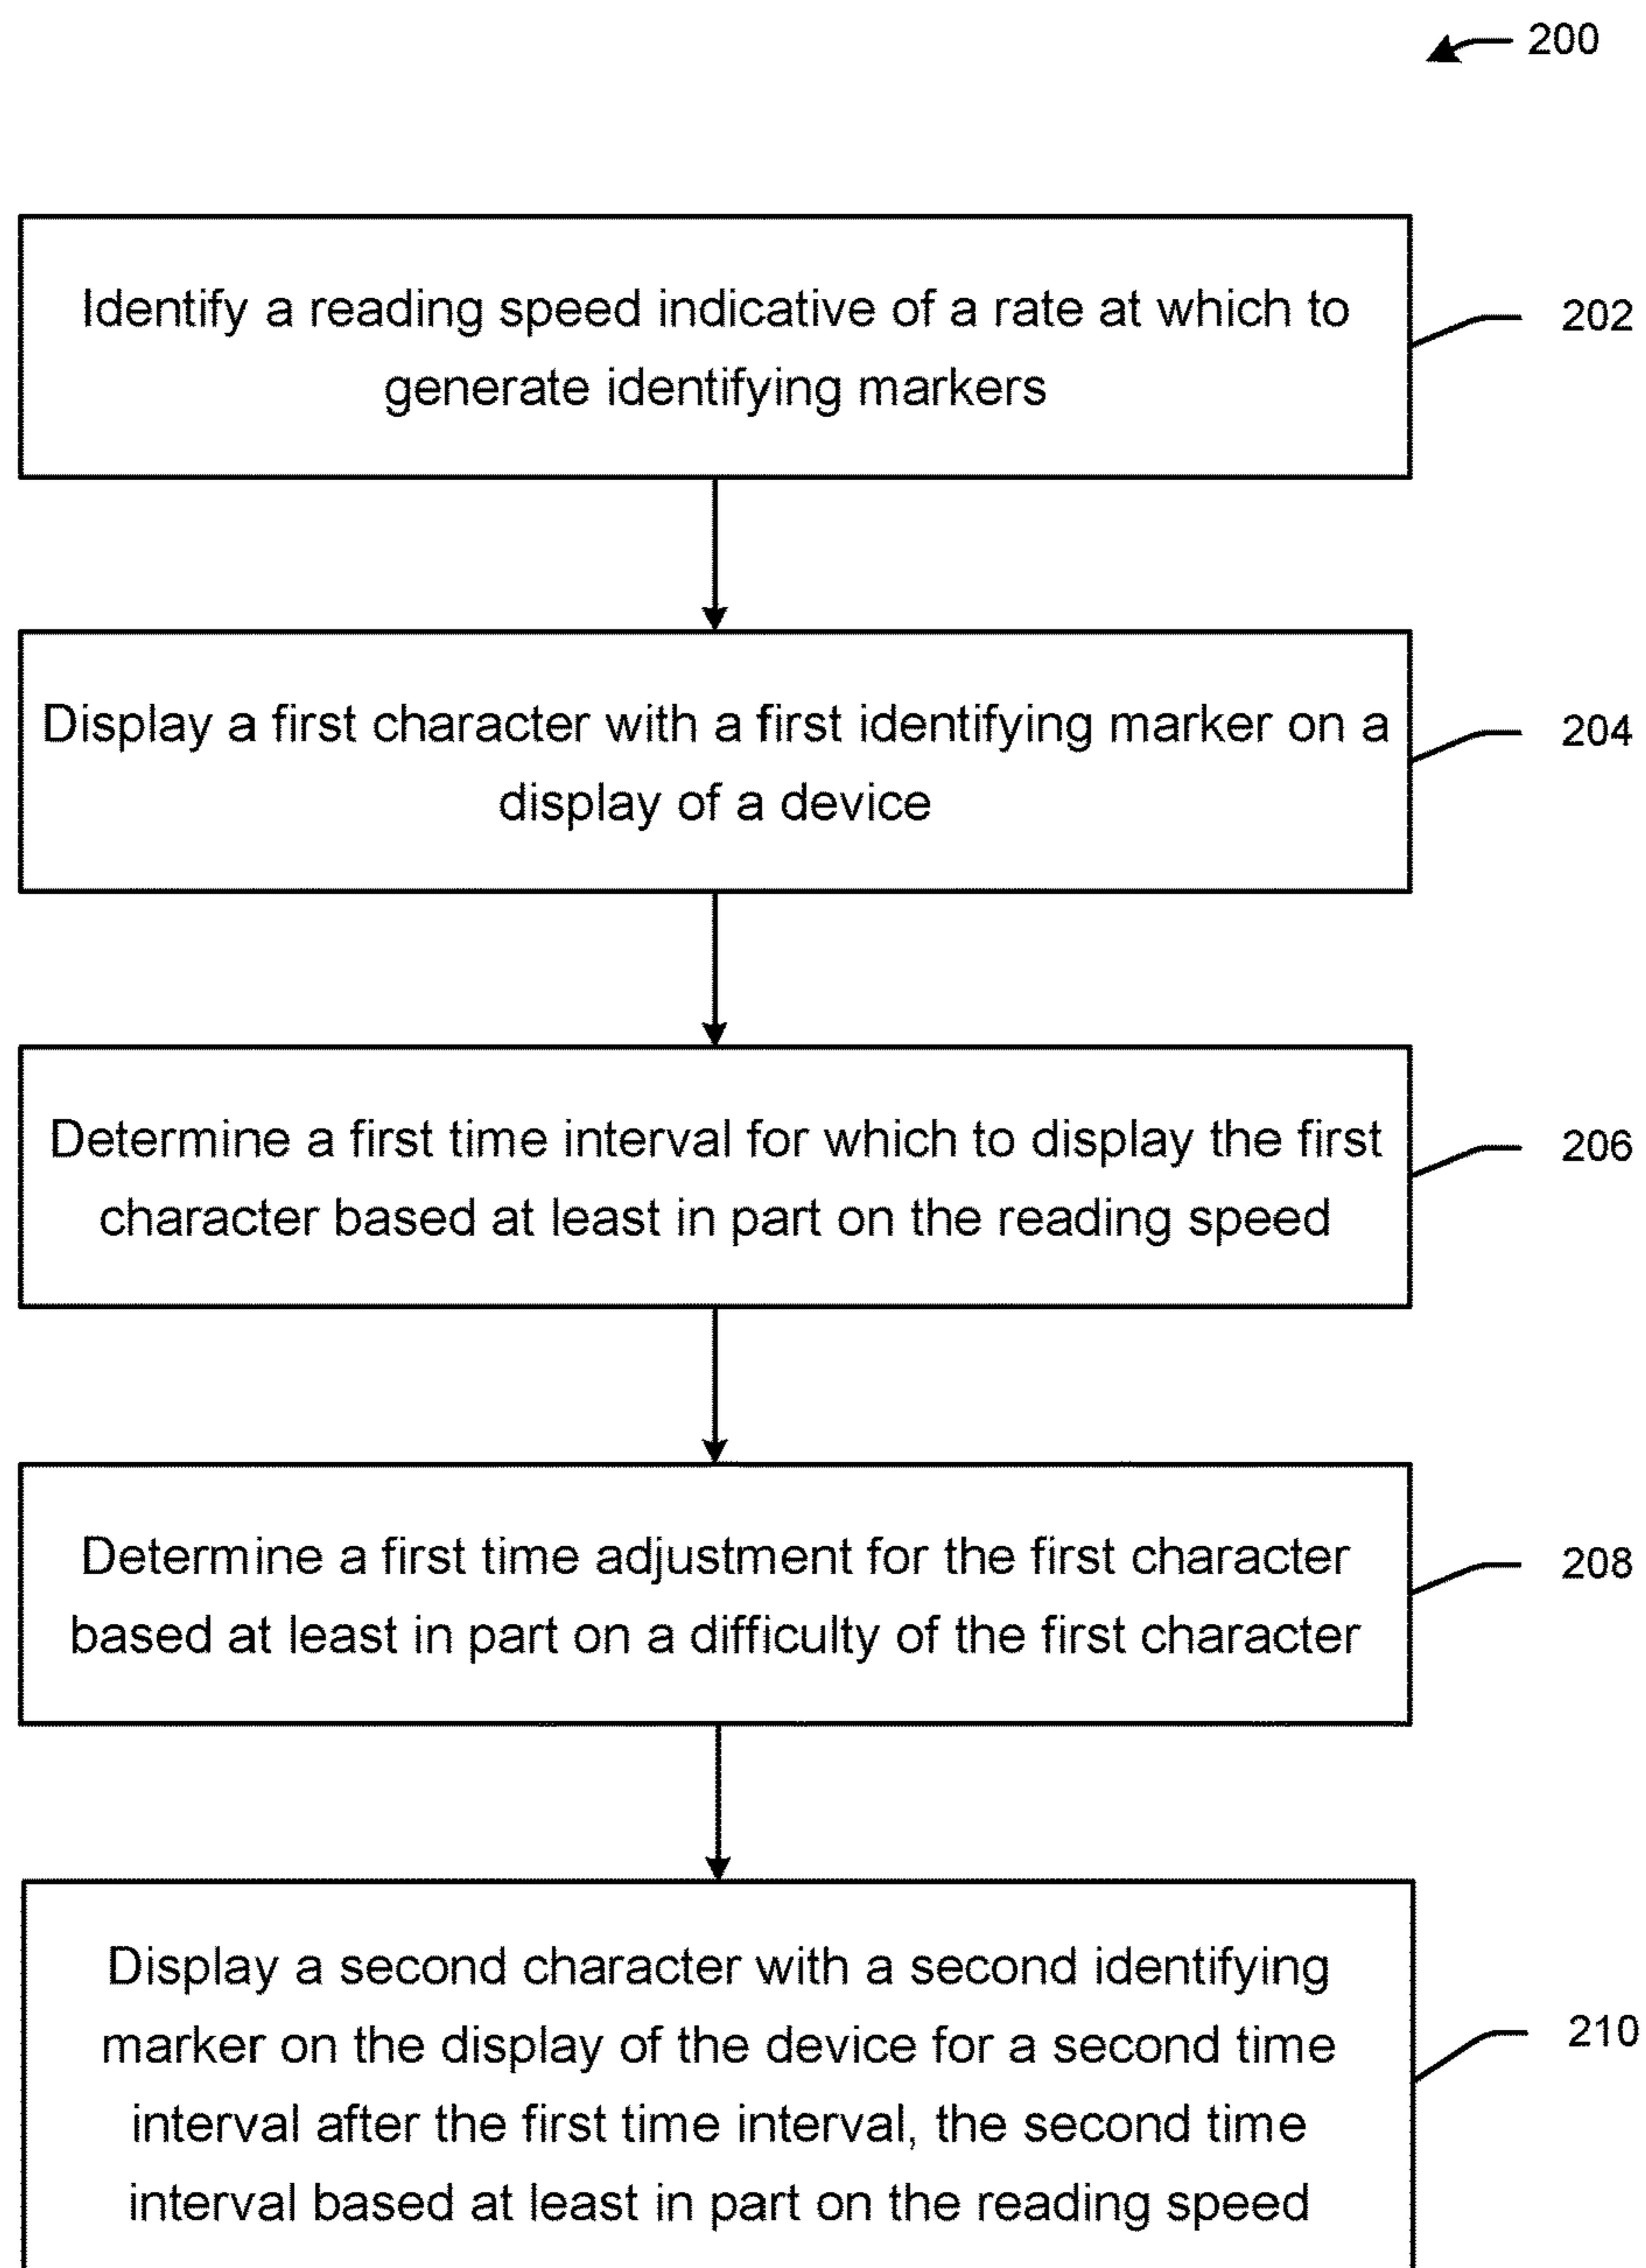 200
Identify a reading speed indicative of a rate at which to
generate identifying markers
202
Display a first character with a first identifying marker on a
display of a device
204
Determine a first time interval for which to display the first
character based at least in part on the reading speed
206
Determine a first time adjustment for the first character
based at least in part on a difficulty of the first character
208
Display a second character with a second identifying
marker on the display of the device for a second time
interval after the first time interval, the second time
interval based at least in part on the reading speed
210